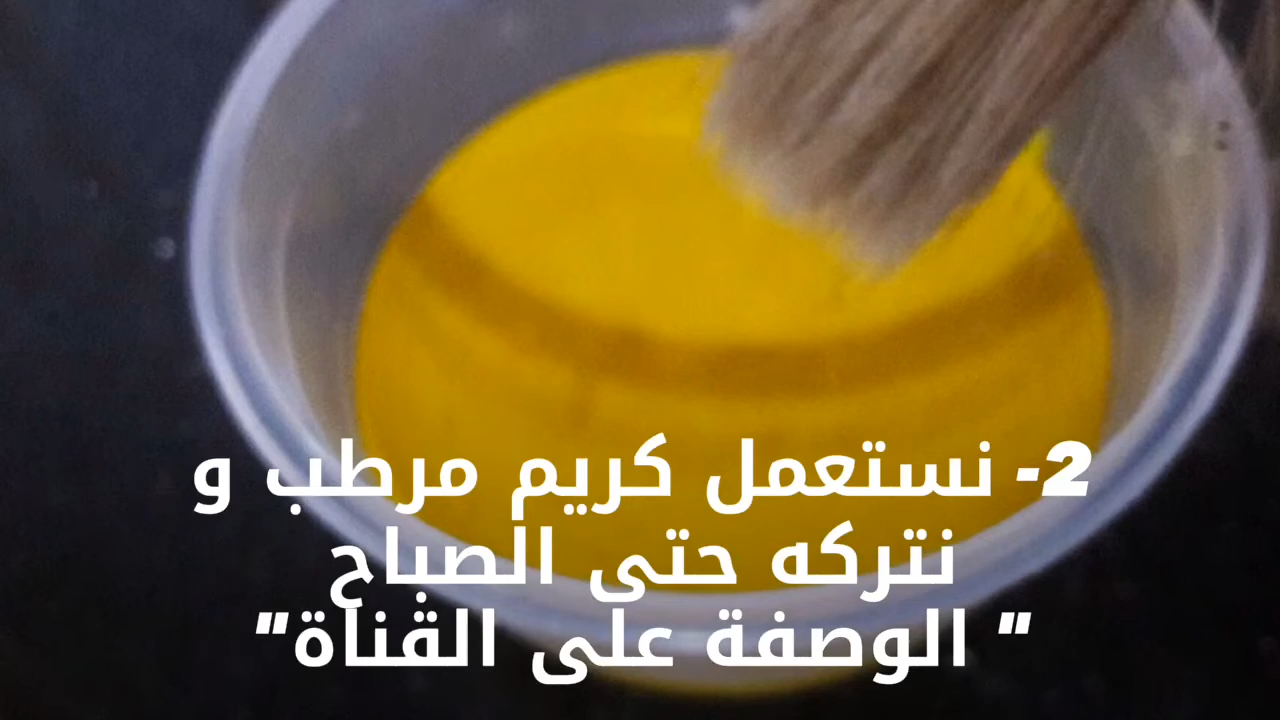 2- نستعمل كريم مرطب و
نتركه حتى الصباح
" الوصفة على القناة"